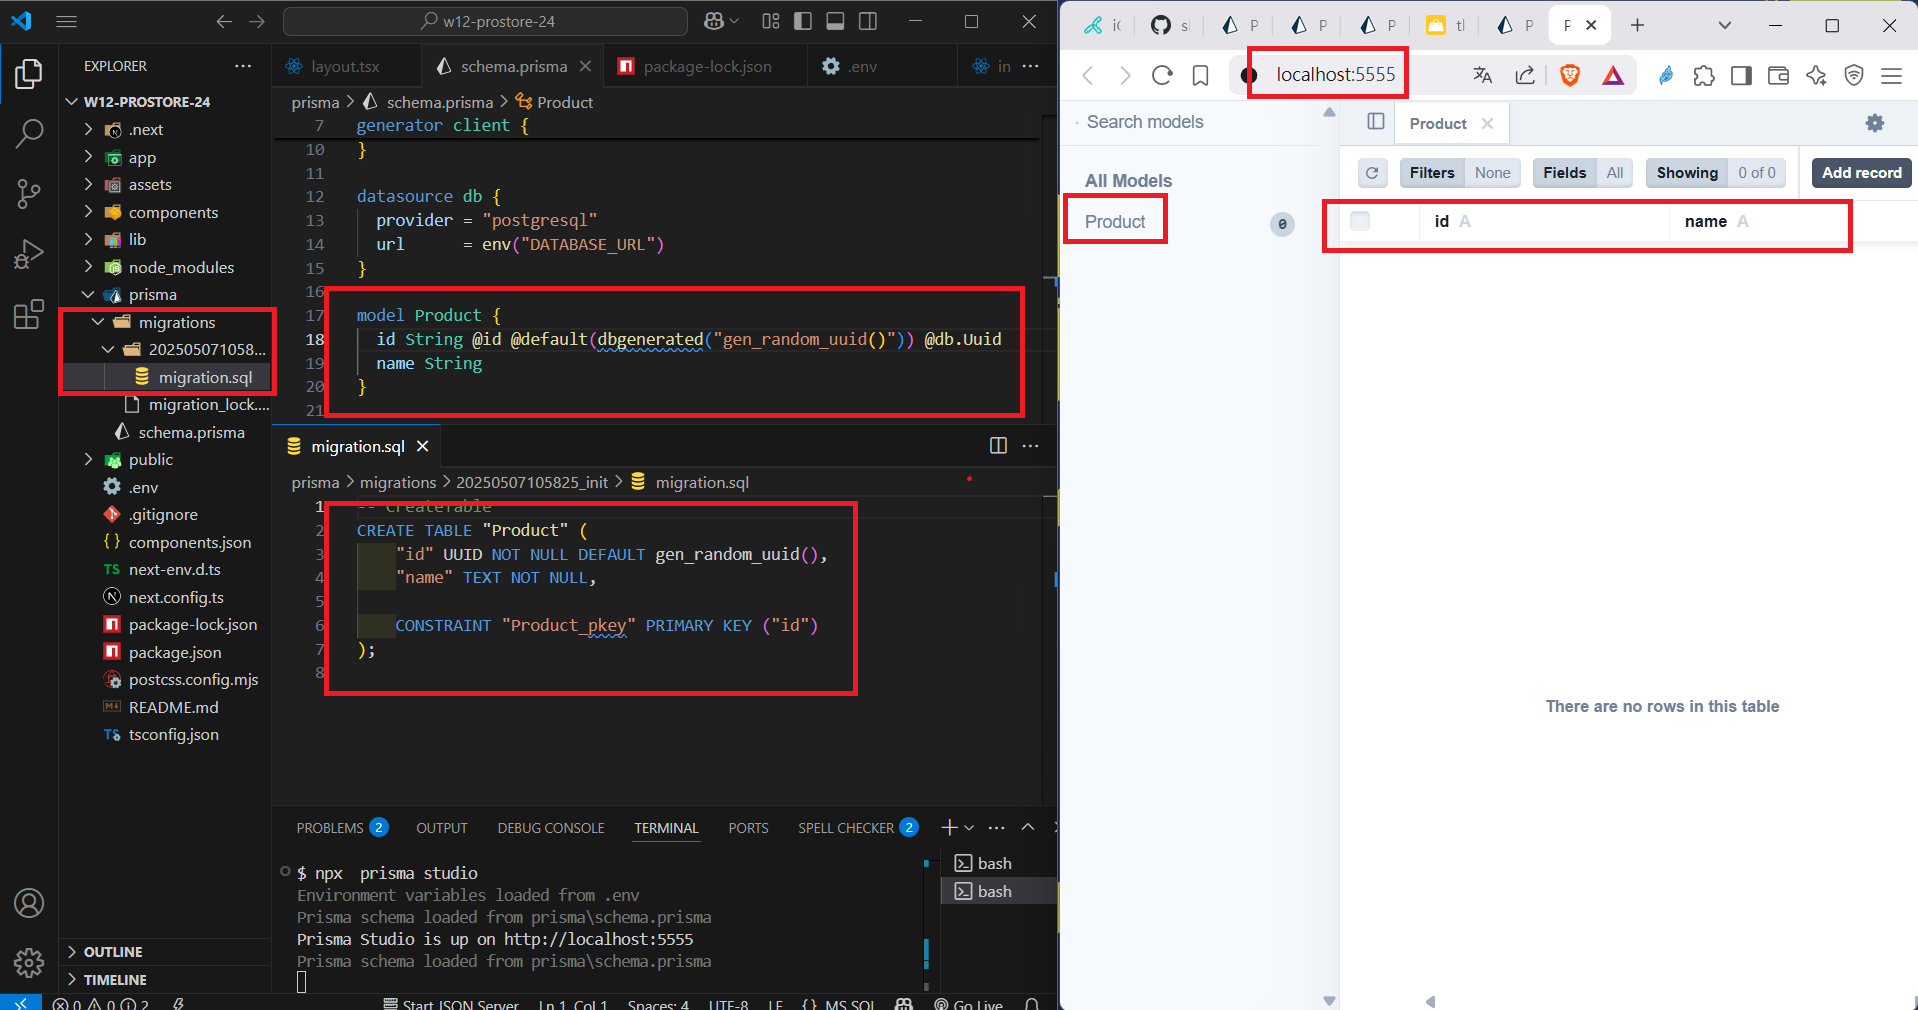 w12-prostore-24
EXPLORER
W12-PROSTORE-24
.next
app
assets
components
lib
node_modules
prisma
migrations
202505071058...
migration.sql
migration_lock....
schema.prisma
public
.env
.gitignore
components.json
next-env.d.ts
next.config.ts
package-lock.json
package.json
postcss.config.mjs
README.md
tsconfig.json
OUTLINE
TIMELINE
layout.tsx
schema.prisma
package-lock.json
.env
in
prisma > schema.prisma > Product
7 generator client {
10 }
11
12 datasource db {
13 provider = "postgresql"
14 url = env("DATABASE_URL")
15 }
16
17 model Product {
18 id String @id @default(dbgenerated("gen_random_uuid()")) @db.Uuid
19 name String
20 }
21
migration.sql
prisma > migrations > 20250507105825_init > migration.sql
1 -- CreateTable
2 CREATE TABLE "Product" (
3 "id" UUID NOT NULL DEFAULT gen_random_uuid(),
4 "name" TEXT NOT NULL,
5
6 CONSTRAINT "Product_pkey" PRIMARY KEY ("id")
7 );
8
PROBLEMS 2 OUTPUT DEBUG CONSOLE TERMINAL PORTS SPELL CHECKER 2
$ npx  prisma studio
Environment variables loaded from .env
Prisma schema loaded from prisma\schema.prisma
Prisma Studio is up on http://localhost:5555
Prisma schema loaded from prisma\schema.prisma
bash
bash
0 0 2 Start JSON Server Ln 1, Col 1 Spaces: 4 UTF-8 LF {} MS SQL Go Live
P P P tl P P
localhost:5555
Search models
All Models
Product 0
Product
Filters None Fields All Showing 0 of 0 Add record
id A name A
There are no rows in this table